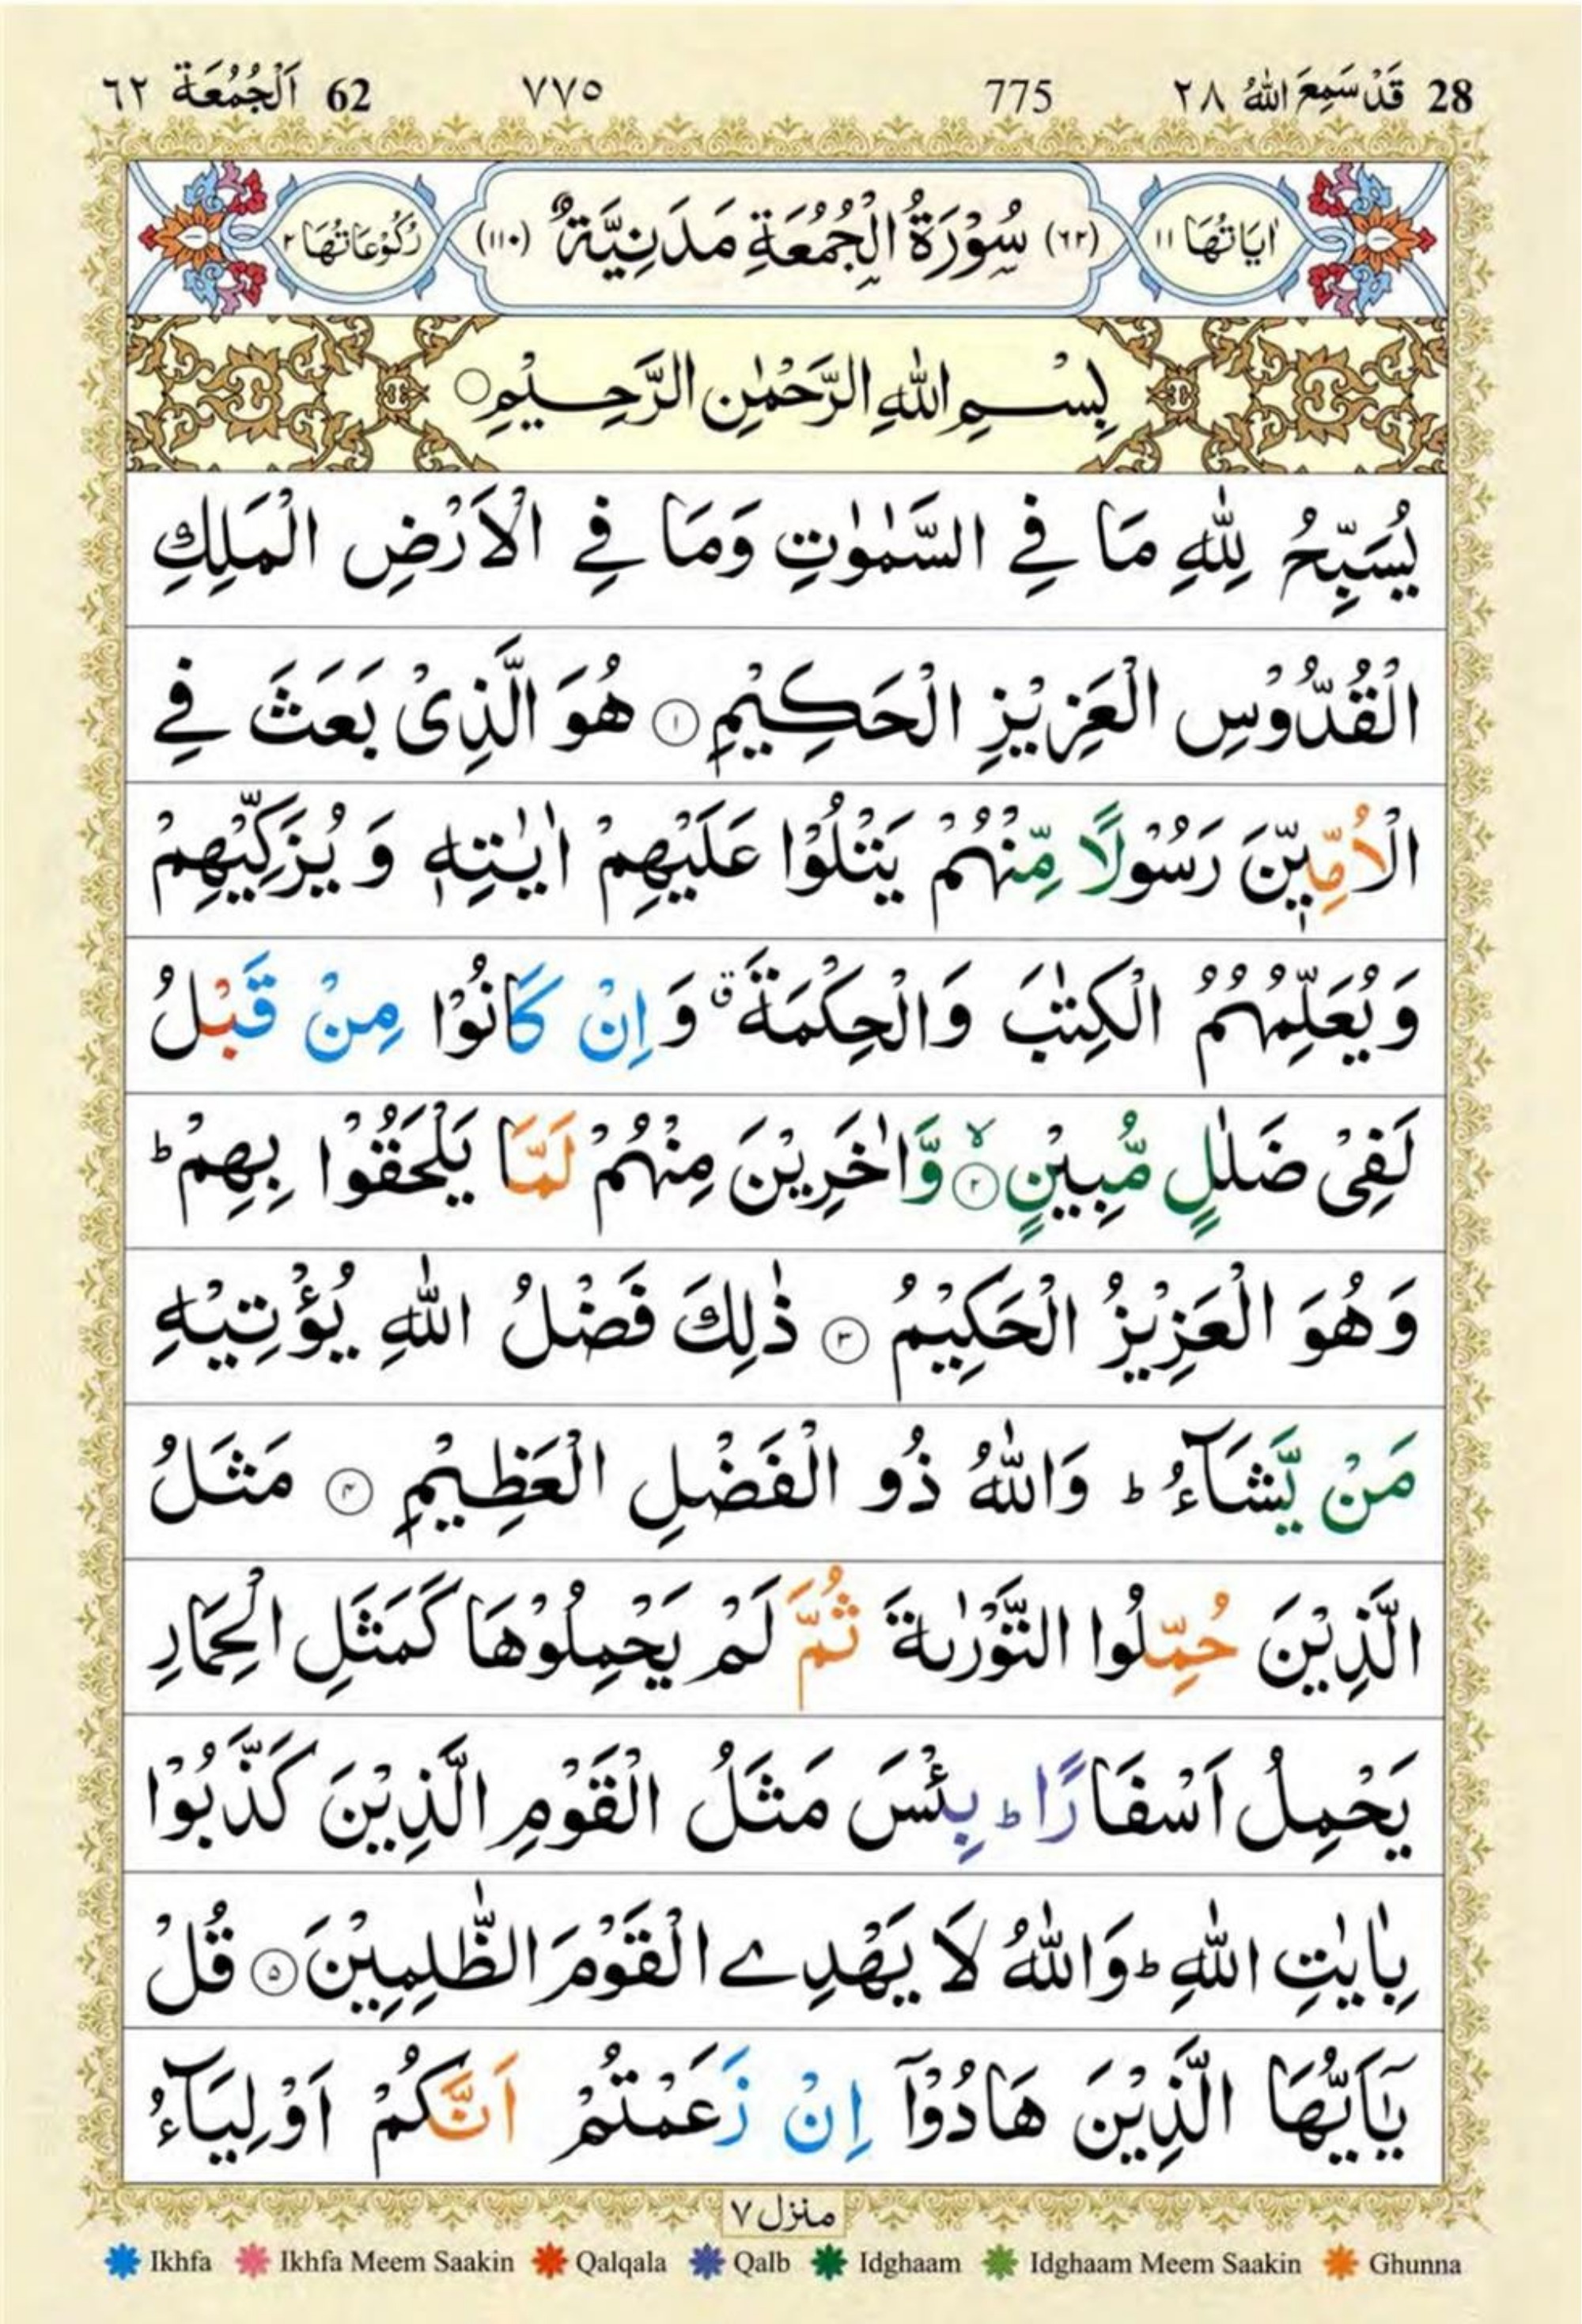 28 قَدْ سَمِعَ اللّٰهُ ٢٨ 775 ٧٧٥ 62 اَلْجُمُعَة ٦٢
اٰيَاتُهَا ١١ (٦٢) سُوْرَةُ الْجُمُعَةِ مَدَنِيَّةٌ (١١٠) رُكُوْعَاتُهَا ٢
بِسْمِ اللّٰهِ الرَّحْمٰنِ الرَّحِيْمِ○
يُسَبِّحُ لِلّٰهِ مَا فِي السَّمٰوٰتِ وَمَا فِي الْاَرْضِ الْمَلِكِ
الْقُدُّوْسِ الْعَزِيْزِ الْحَكِيْمِ ۝١ هُوَ الَّذِىْ بَعَثَ فِي
الْاُمِّيّٖنَ رَسُوْلًا مِّنْهُمْ يَتْلُوْا عَلَيْهِمْ اٰيٰتِهٖ وَ يُزَكِّيْهِمْ
وَيُعَلِّمُهُمُ الْكِتٰبَ وَالْحِكْمَةَ ۗ وَاِنْ كَانُوْا مِنْ قَبْلُ
لَفِىْ ضَلٰلٍ مُّبِيْنٍ ۝٢ۙ وَّاٰخَرِيْنَ مِنْهُمْ لَمَّا يَلْحَقُوْا بِهِمْ ؕ
وَهُوَ الْعَزِيْزُ الْحَكِيْمُ ۝٣ ذٰلِكَ فَضْلُ اللّٰهِ يُؤْتِيْهِ
مَنْ يَّشَآءُ ؕ وَاللّٰهُ ذُو الْفَضْلِ الْعَظِيْمِ ۝٤ مَثَلُ
الَّذِيْنَ حُمِّلُوا التَّوْرٰىةَ ثُمَّ لَمْ يَحْمِلُوْهَا كَمَثَلِ الْحِمَارِ
يَحْمِلُ اَسْفَارًا ؕ بِئْسَ مَثَلُ الْقَوْمِ الَّذِيْنَ كَذَّبُوْا
بِاٰيٰتِ اللّٰهِ ؕ وَاللّٰهُ لَا يَهْدِے الْقَوْمَ الظّٰلِمِيْنَ ۝٥ قُلْ
يٰٓاَيُّهَا الَّذِيْنَ هَادُوْٓا اِنْ زَعَمْتُمْ اَنَّكُمْ اَوْلِيَآءُ
منزل ٧
Ikhfa Ikhfa Meem Saakin Qalqala Qalb Idghaam Idghaam Meem Saakin Ghunna